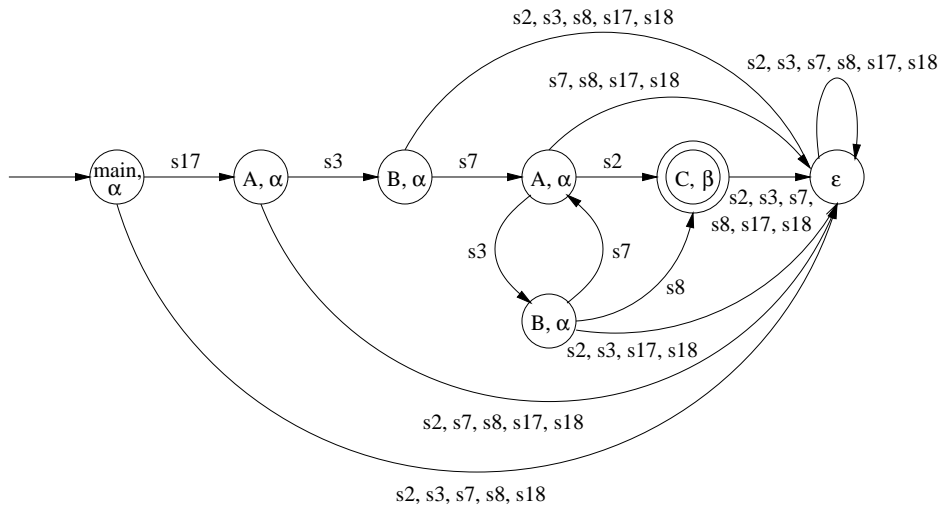 s2, s3, s8, s17, s18
s2, s3, s7, s8, s17, s18
s7, s8, s17, s18
main,
α
s17
A, α
s3
B, α
s7
A, α
s2
C, β
s2, s3, s7,
s8, s17, s18
ε
s3
s7
s8
B, α
s2, s3, s17, s18
s2, s7, s8, s17, s18
s2, s3, s7, s8, s18